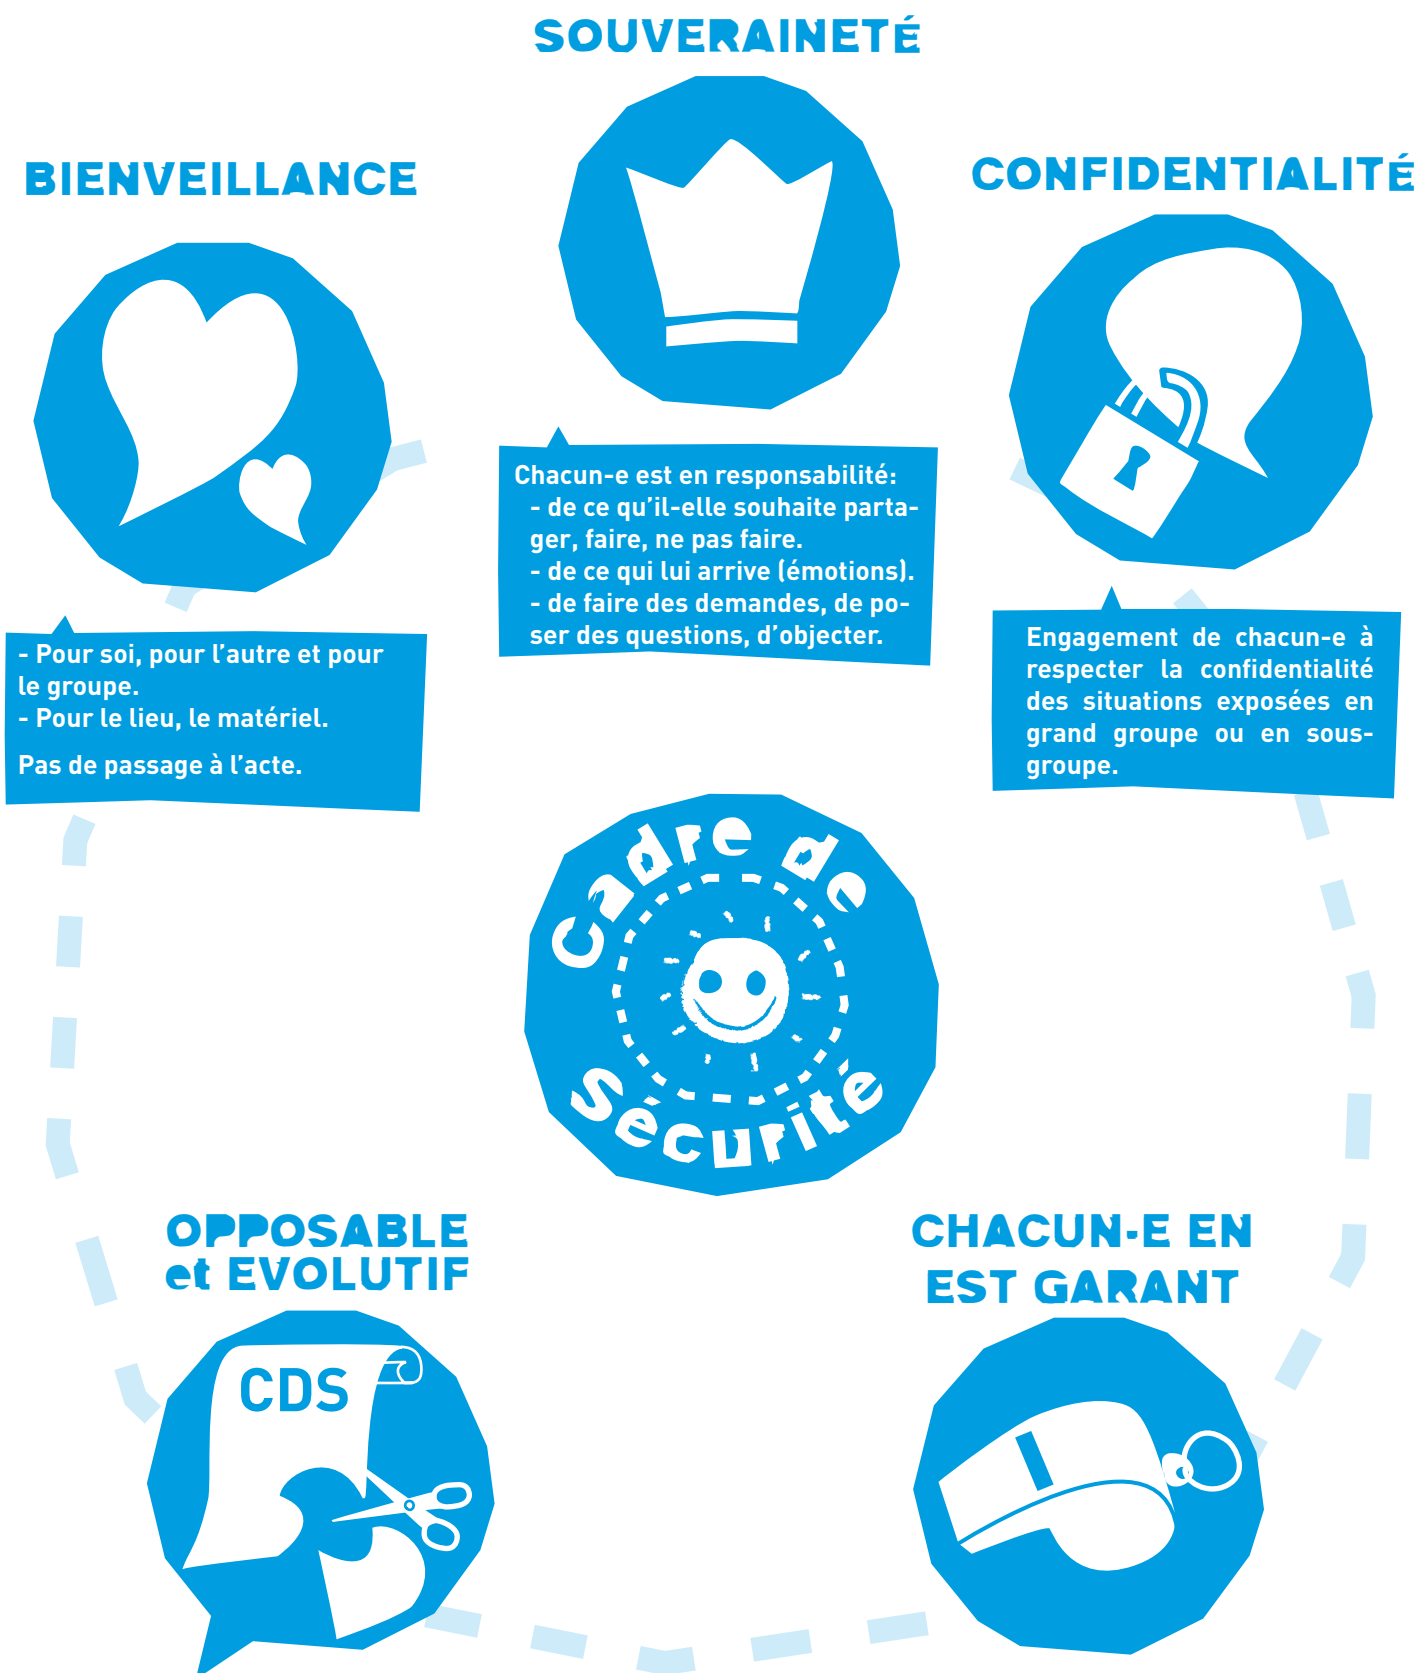 SOUVERAINETÉ
BIENVEILLANCE
CONFIDENTIALITÉ
Chacun-e est en responsabilité:
- de ce qu’il-elle souhaite parta-
ger, faire, ne pas faire.
- de ce qui lui arrive (émotions).
- de faire des demandes, de po-
ser des questions, d’objecter.
- Pour soi, pour l’autre et pour
le groupe.
- Pour le lieu, le matériel.
Pas de passage à l’acte.
Engagement de chacun-e à
respecter la confidentialité
des situations exposées en
grand groupe ou en sous-
groupe.
Cadre de
Sécurité
OPPOSABLE
et EVOLUTIF
CDS
CHACUN-E EN
EST GARANT